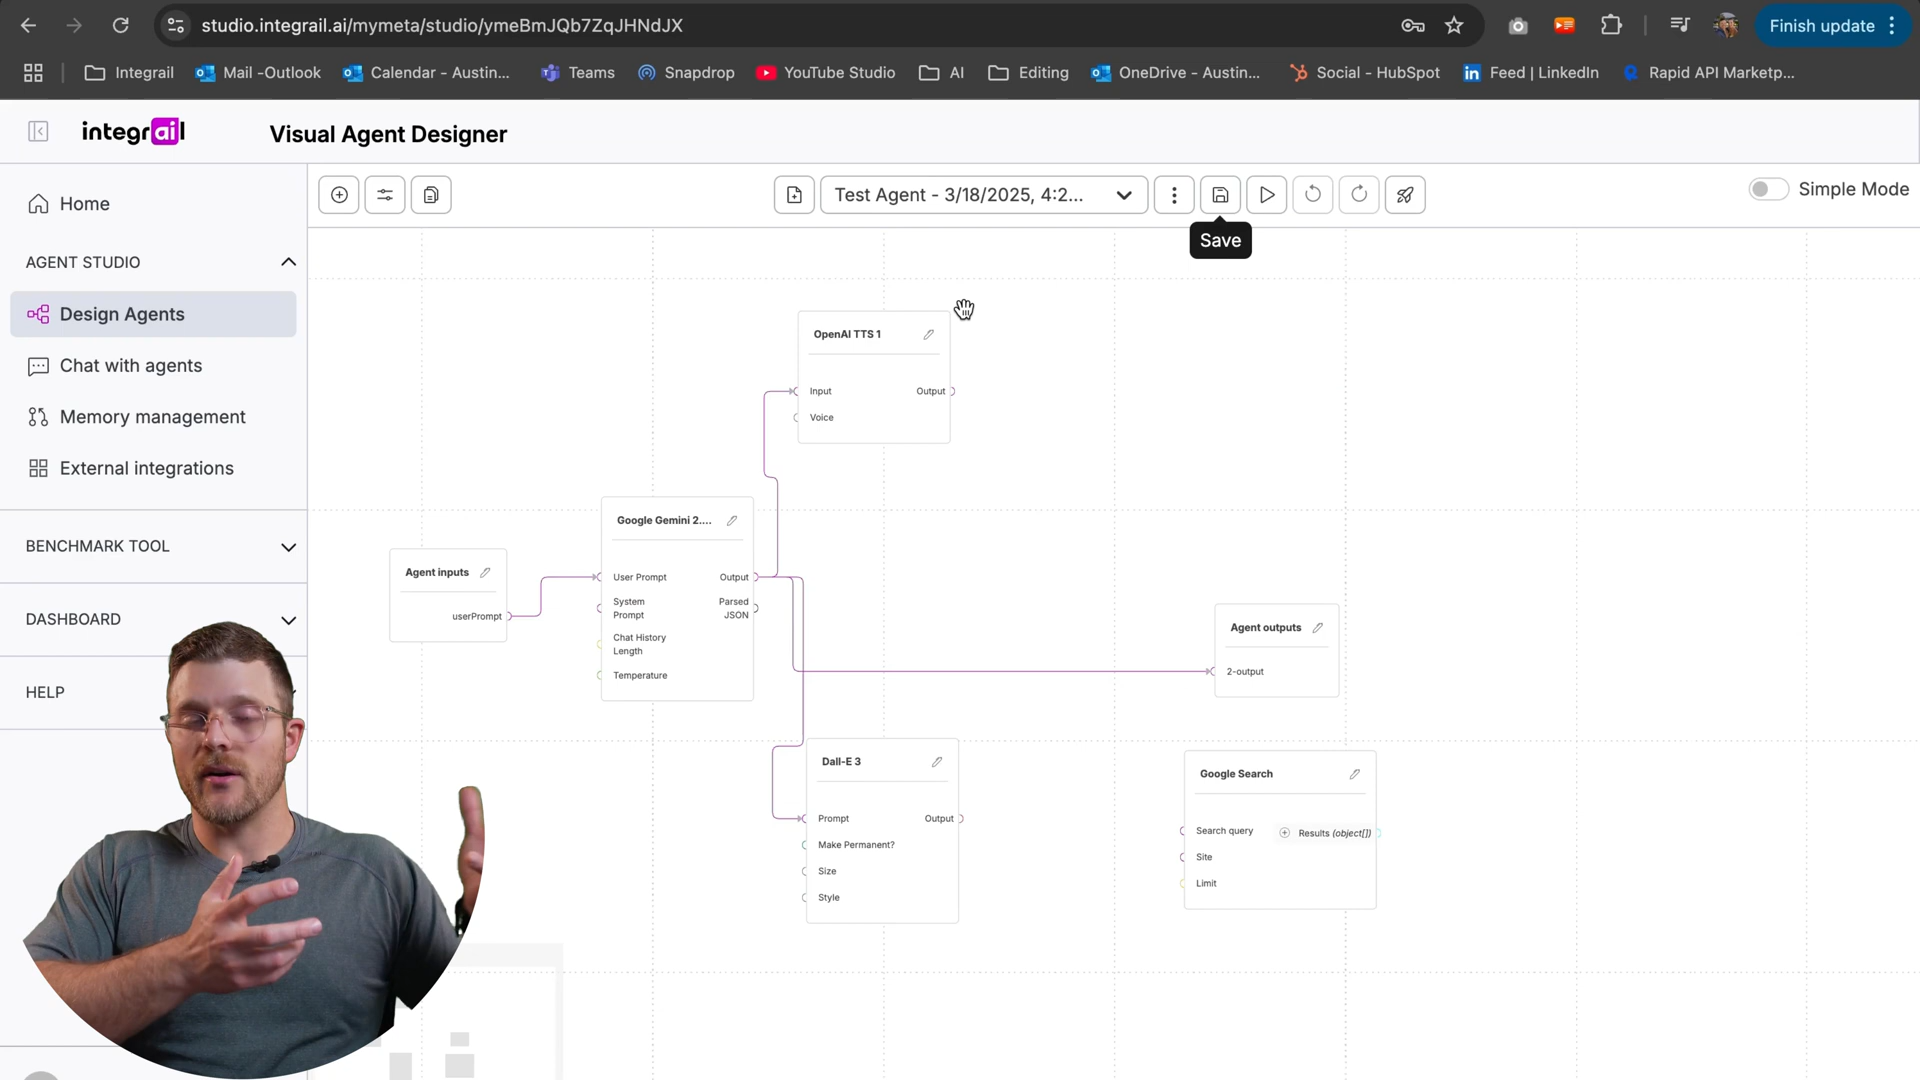 studio.integrail.ai/mymeta/studio/ymeBmJQb7ZqJHNdJX
Finish update
Integrail
Mail -Outlook
Calendar - Austin...
Teams
Snapdrop
YouTube Studio
AI
Editing
OneDrive - Austin...
Social - HubSpot
Feed | LinkedIn
Rapid API Marketp...
integrail
Visual Agent Designer
Test Agent - 3/18/2025, 4:2...
Simple Mode
Save
Home
AGENT STUDIO
Design Agents
Chat with agents
Memory management
External integrations
BENCHMARK TOOL
DASHBOARD
HELP
OpenAI TTS 1
Input
Output
Voice
Google Gemini 2....
User Prompt
Output
System
Prompt
Parsed
JSON
Chat History
Length
Temperature
Agent inputs
userPrompt
Agent outputs
2-output
Dall-E 3
Prompt
Output
Make Permanent?
Size
Style
Google Search
Search query
Results (object[])
Site
Limit